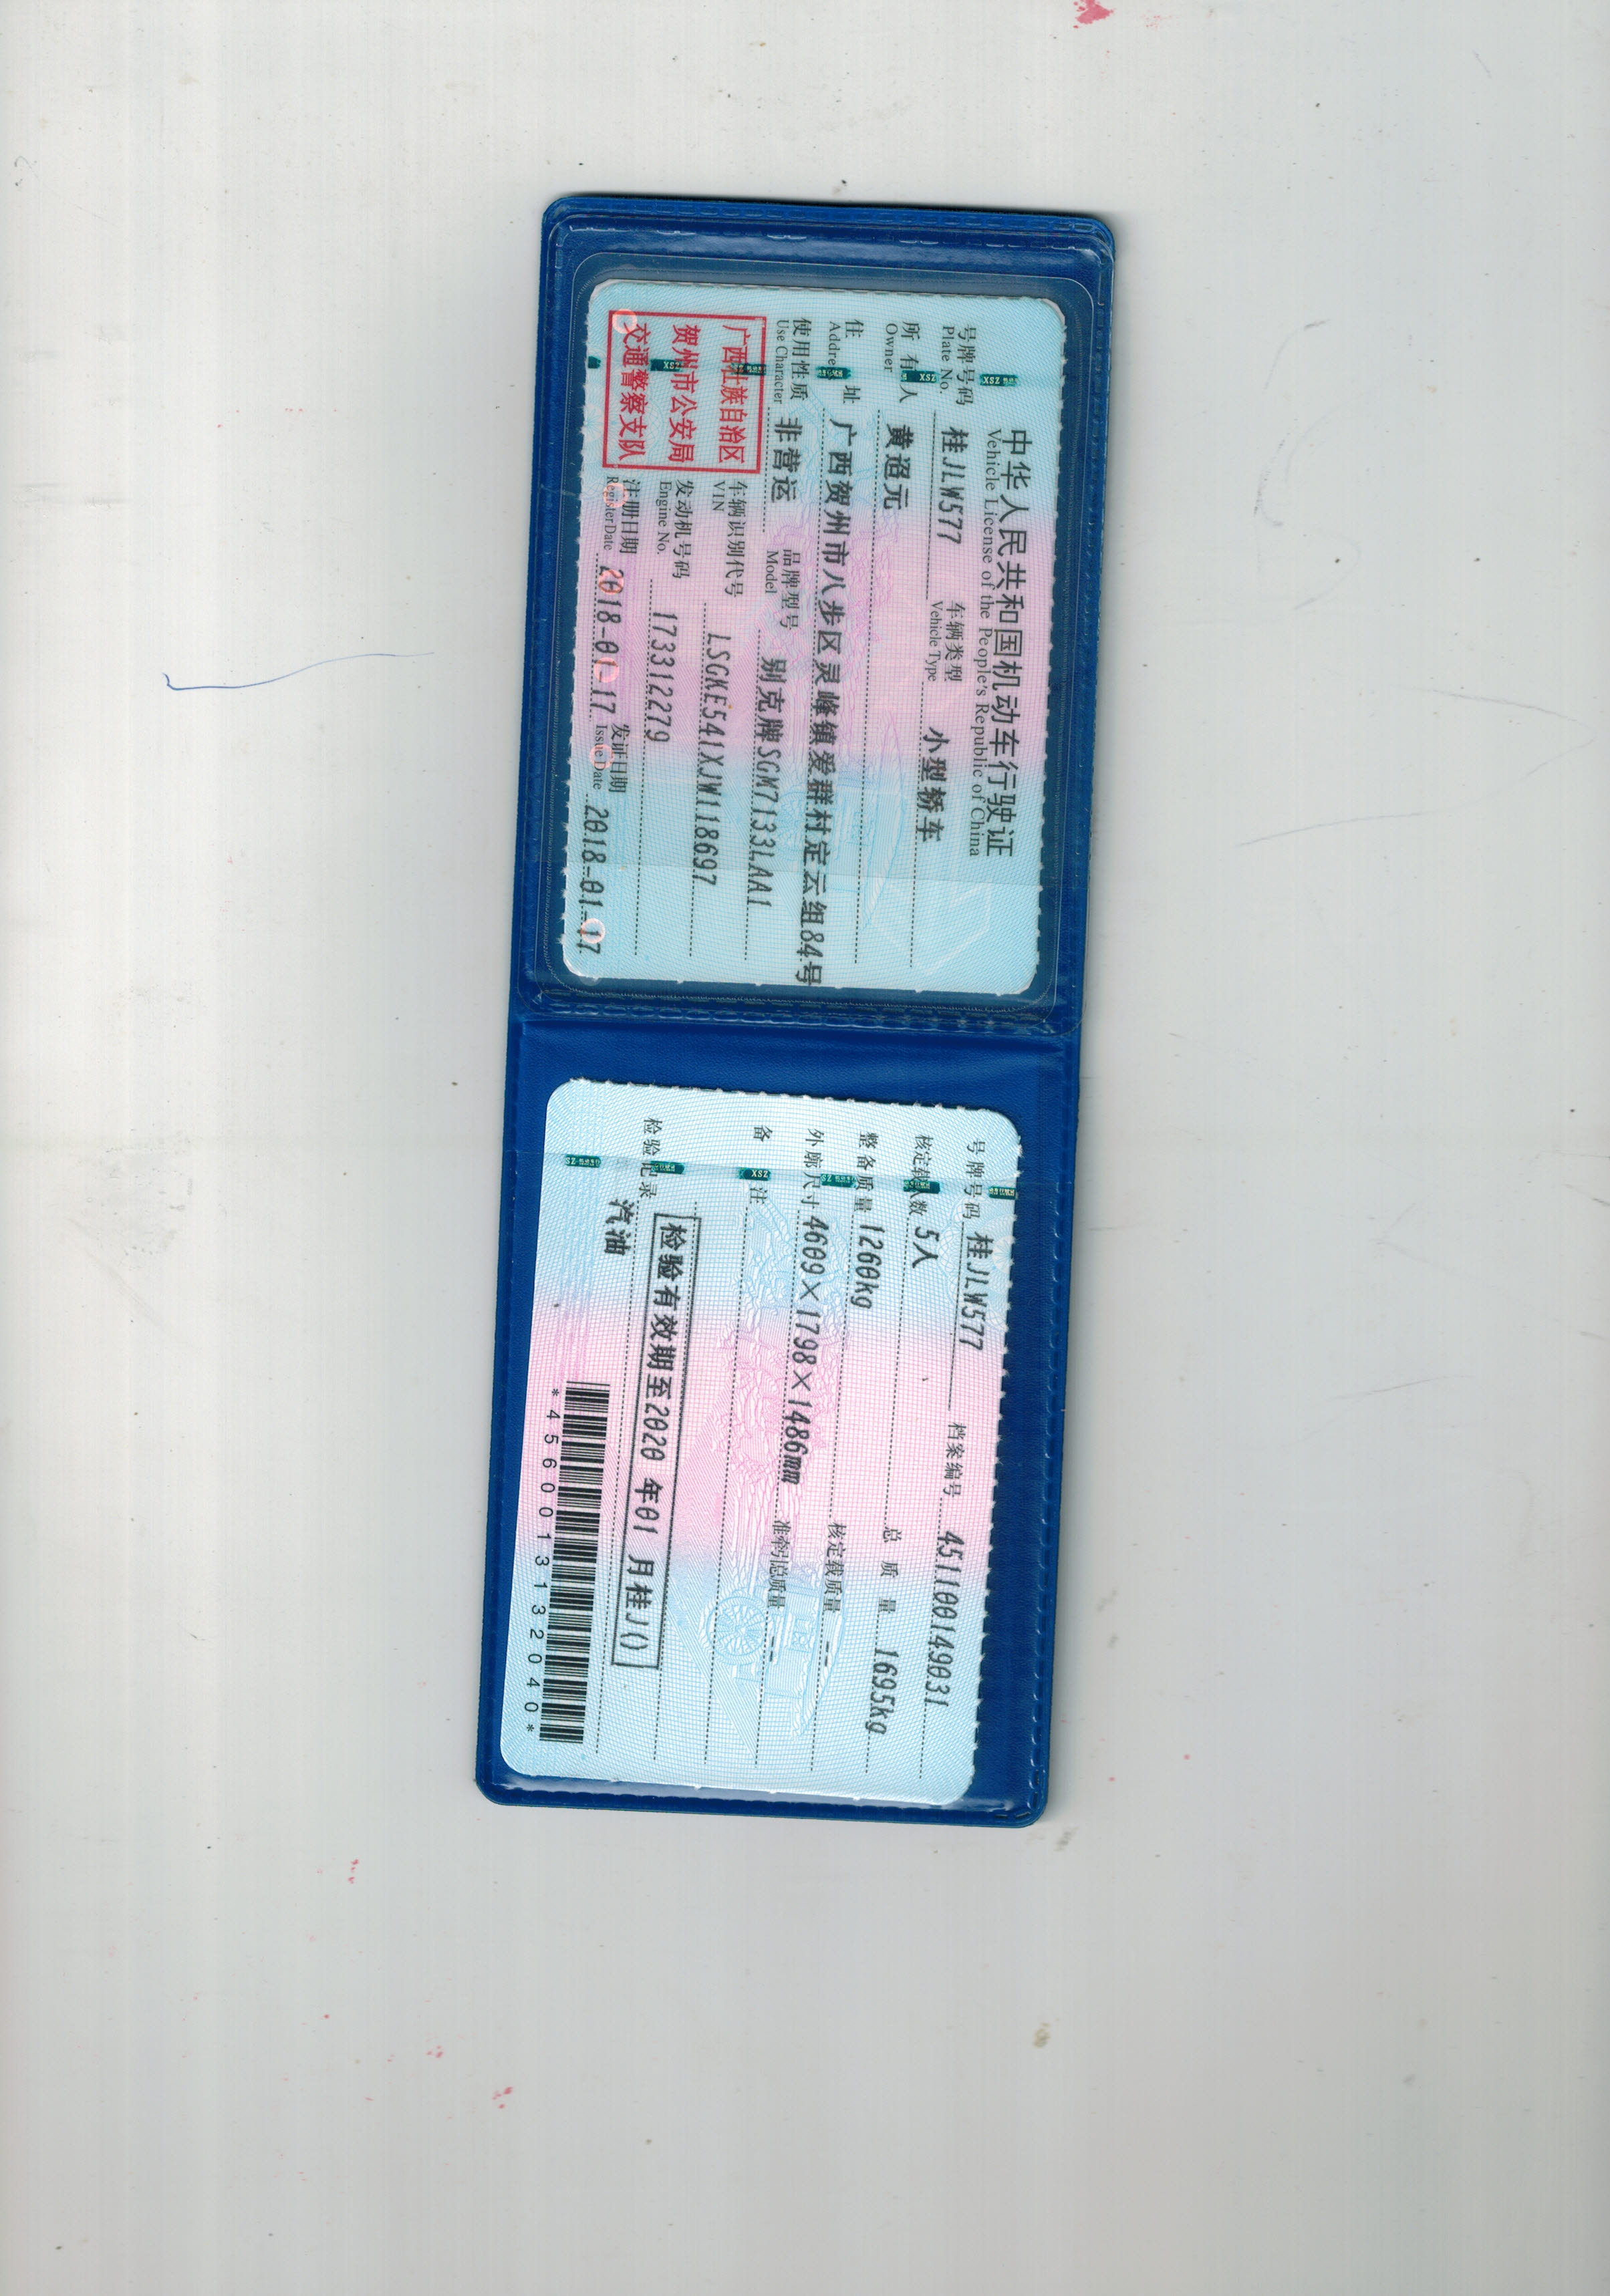 中华人民共和国机动车行驶证
Vehicle License of the People's Republic of China
号牌号码 桂JLW577 车辆类型 小型轿车
Plate No. Vehicle Type
所有人 黄迢元
Owner
住址 广西贺州市八步区灵峰镇爱群村定云组84号
Addre
使用性质 非营运 品牌型号 别克牌SGM7133LAA1
Use Character Model
广西壮族自治区
贺州市公安局
交通警察支队
车辆识别代号 LSGKE541XJW118697
VIN
发动机号码 173312279
Engine No.
注册日期 2018-01-17 发证日期 2018-01-17
Register Date Issue Date
号牌号码 桂JLW577 档案编号 451100149031
核定载人数 5人 总质量 1695kg
整备质量 1260kg 核定载质量 --
外廓尺寸 4609×1798×1486mm 准牵引总质量 --
备注
检验有效期至2020年01月桂J()
检验记录
汽油
*4560013132040*